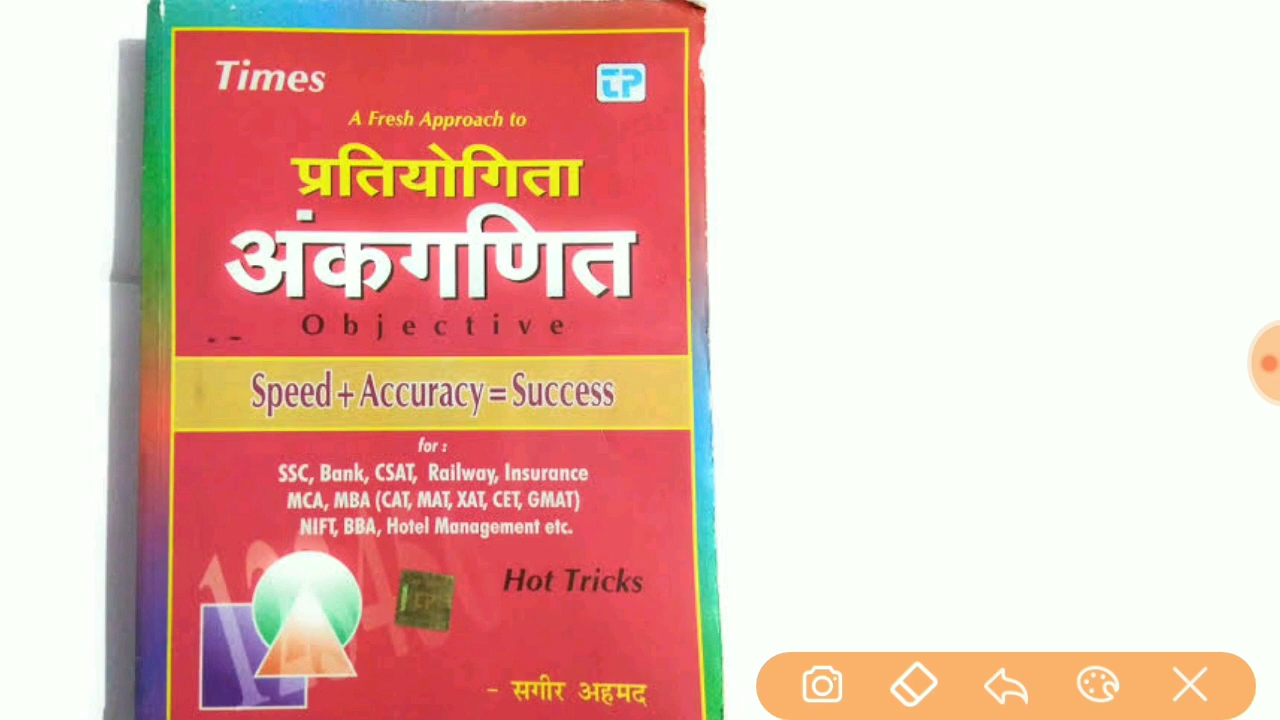 Times
TP
A Fresh Approach to
प्रतियोगिता
अंकगणित
Objective
Speed + Accuracy = Success
for :
SSC, Bank, CSAT, Railway, Insurance
MCA, MBA (CAT, MAT, XAT, CET, GMAT)
NIFT, BBA, Hotel Management etc.
Hot Tricks
- सगीर अहमद